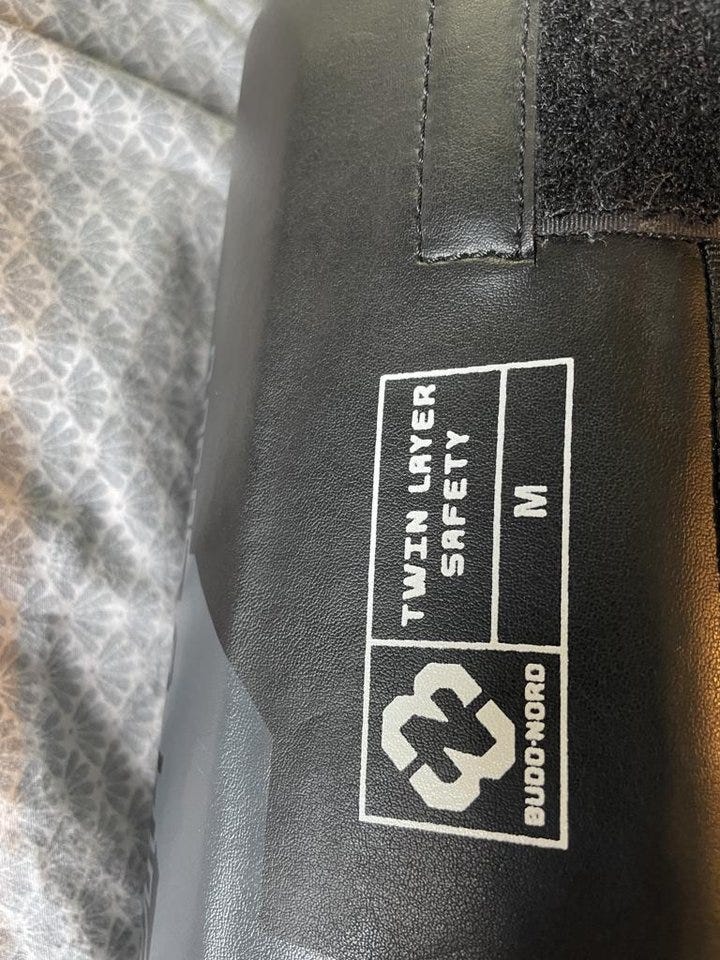 TWIN LAYER
SAFETY
M
BUDO-NORD